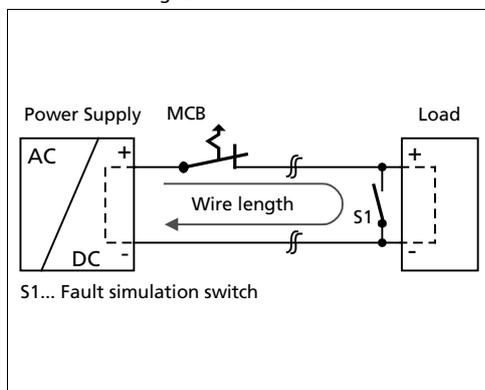 Power Supply
MCB
Load
AC
+
+
Wire length
S1
DC
-
-
S1... Fault simulation switch